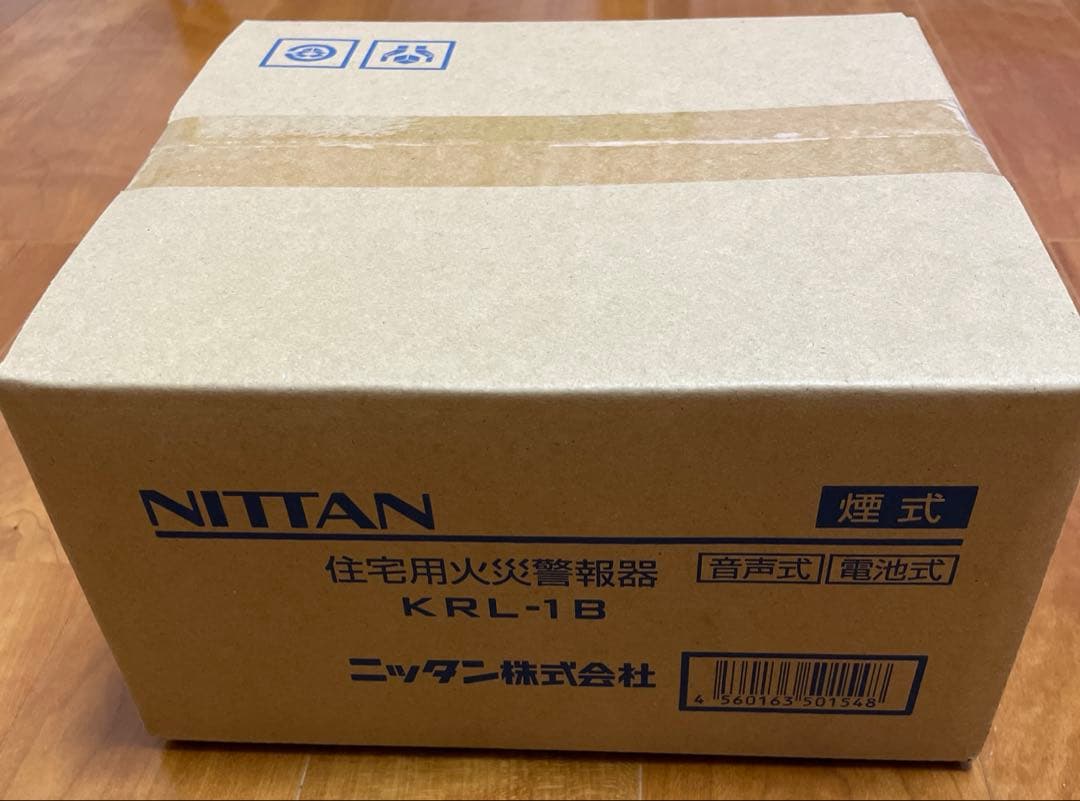 NITTAN
煙式
住宅用火災警報器
音声式 電池式
KRL-1B
ニッタン株式会社
4 560163 501548